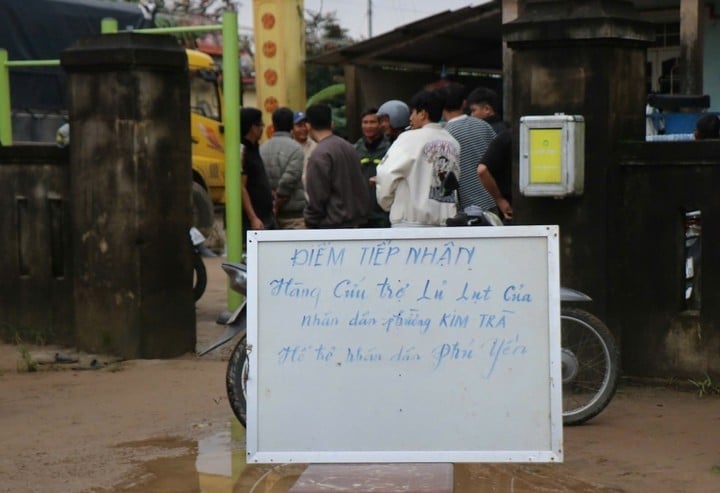 ĐIỂM TIẾP NHẬN
Hàng Cứu trợ Lũ Lụt Của
nhân dân phường KIM TRÀ
Hỗ trợ nhân dân Phú Yên